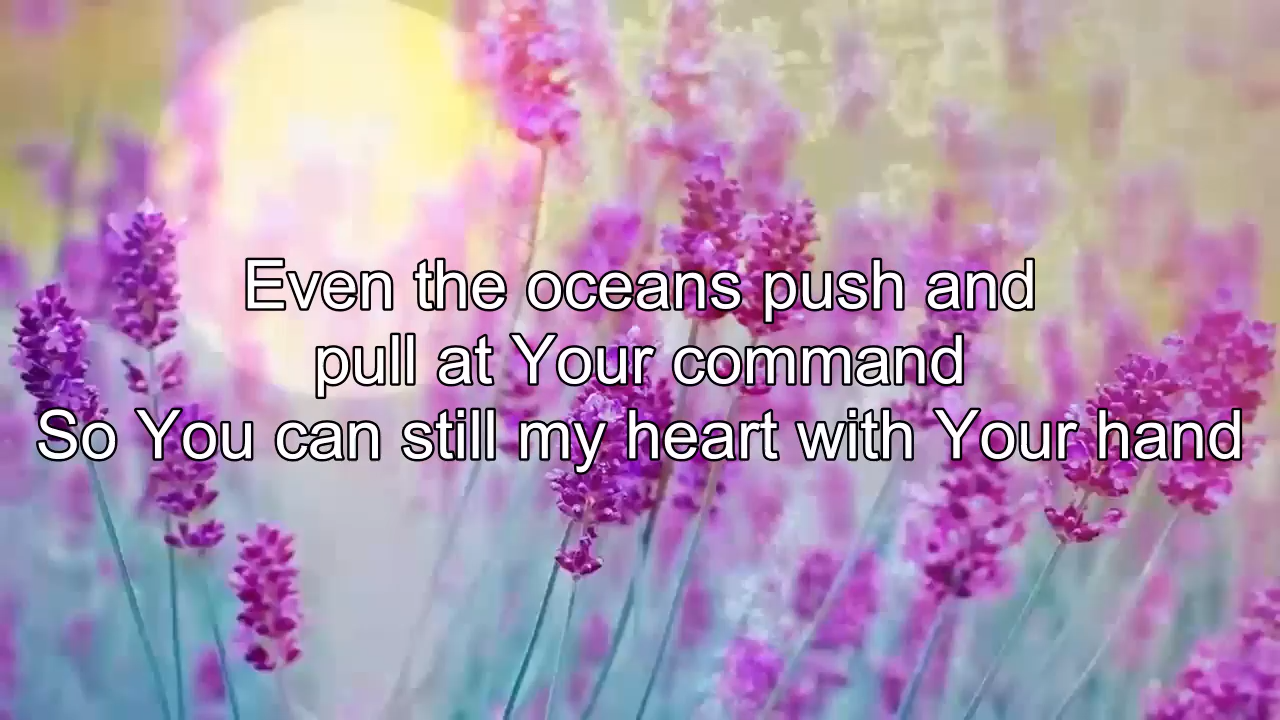 Even the oceans push and
pull at Your command
So You can still my heart with Your hand